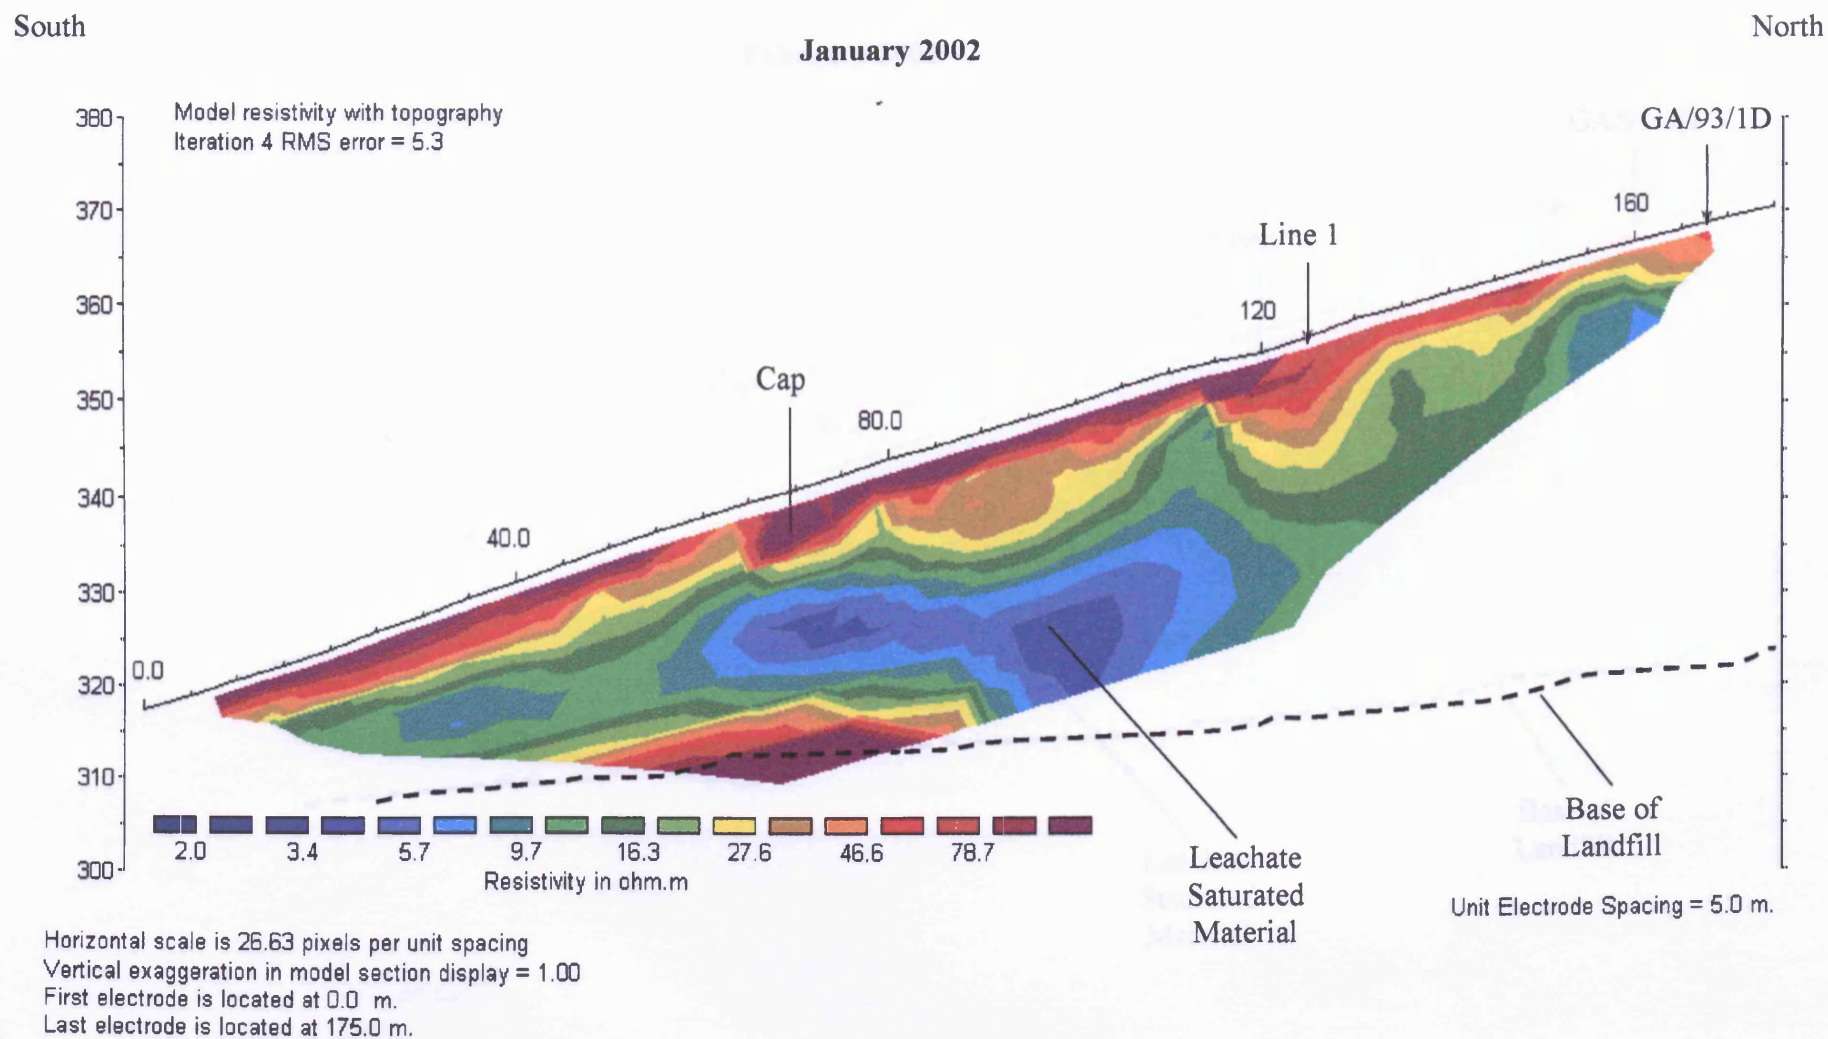 South
North
January 2002
Model resistivity with topography
Iteration 4 RMS error = 5.3
GA/93/1D
380
370
360
350
340
330
320
310
300
160
Line 1
120
Cap
80.0
40.0
0.0
2.0 3.4 5.7 9.7 16.3 27.6 46.6 78.7
Resistivity in ohm.m
Leachate
Saturated
Material
Base of
Landfill
Unit Electrode Spacing = 5.0 m.
Horizontal scale is 26.63 pixels per unit spacing
Vertical exaggeration in model section display = 1.00
First electrode is located at 0.0 m.
Last electrode is located at 175.0 m.